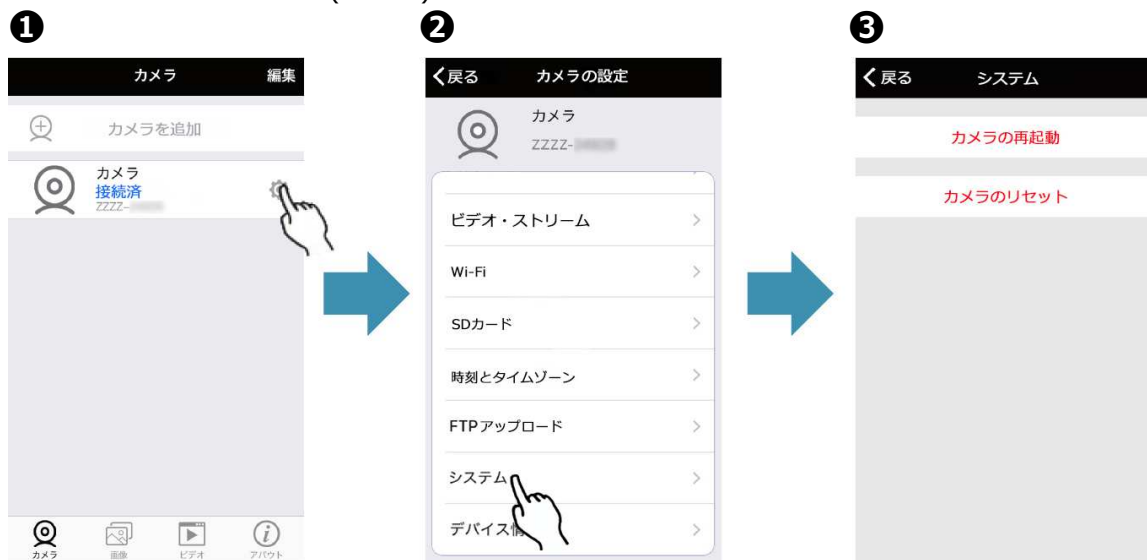 ❶
カメラ
編集
カメラを追加
カメラ
接続済
ZZZZ-
カメラ
画像
ビデオ
アバウト
❷
戻る
カメラの設定
カメラ
ZZZZ-
ビデオ・ストリーム
Wi-Fi
SDカード
時刻とタイムゾーン
FTPアップロード
システム
デバイス情
❸
戻る
システム
カメラの再起動
カメラのリセット